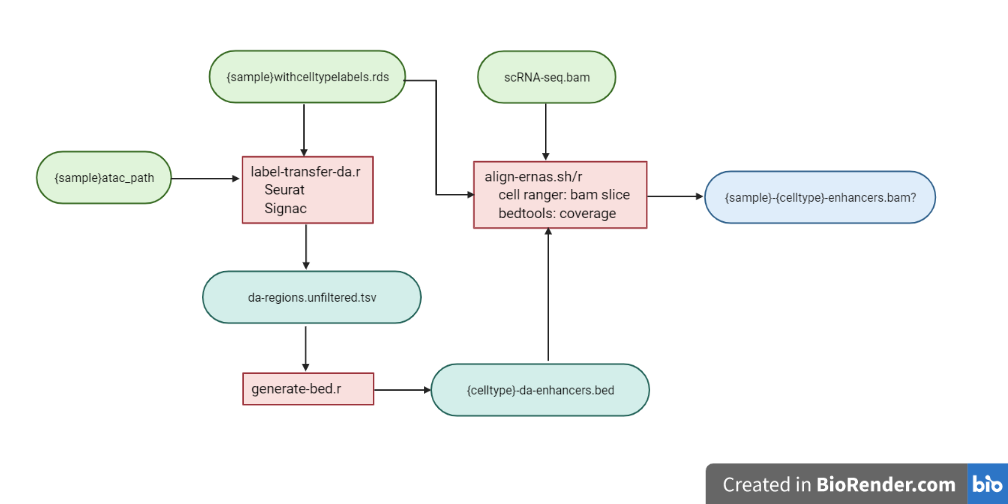 {sample}withcelltypelabels.rds
scRNA-seq.bam
{sample}atac_path
label-transfer-da.r
Seurat
Signac
align-ernas.sh/r
cell ranger: bam slice
bedtools: coverage
{sample}-{celltype}-enhancers.bam?
da-regions.unfiltered.tsv
generate-bed.r
{celltype}-da-enhancers.bed
Created in BioRender.com bio